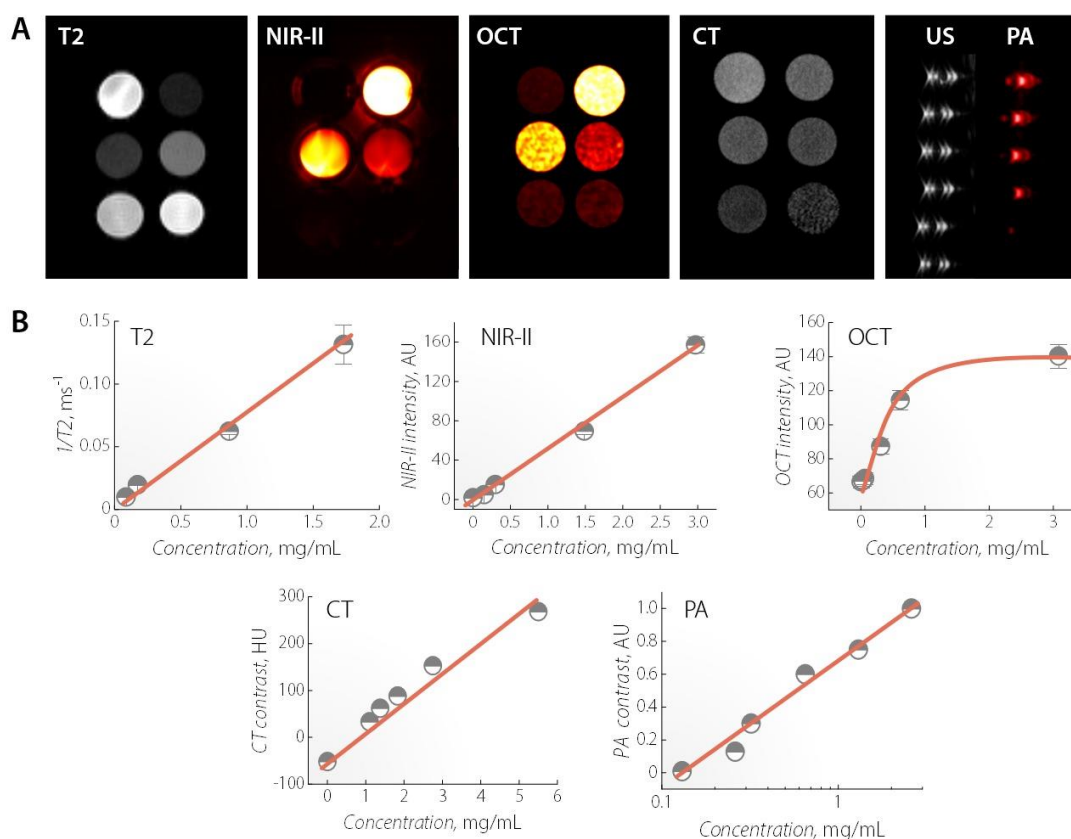 A
T2
NIR-II
OCT
CT
US
PA
B
T2
1/T2, ms⁻¹
0.15
0.10
0.05
0
0
0.5
1.0
1.5
2.0
Concentration, mg/mL
NIR-II
NIR-II intensity, AU
160
120
80
40
0
0
0.5
1.0
1.5
2.0
2.5
3.0
Concentration, mg/mL
OCT
OCT intensity, AU
160
140
120
100
80
60
0
1
2
3
Concentration, mg/mL
CT
CT contrast, HU
300
200
100
0
-100
0
1
2
3
4
5
6
Concentration, mg/mL
PA
PA contrast, AU
1.0
0.8
0.6
0.4
0.2
0
0.1
1
Concentration, mg/mL